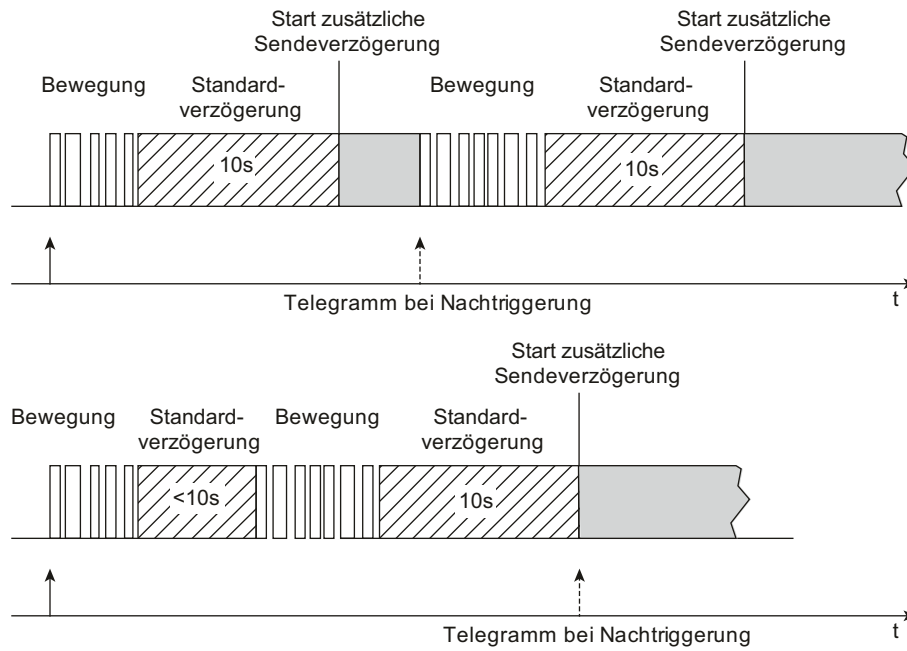 Start zusätzliche
Sendeverzögerung
Start zusätzliche
Sendeverzögerung
Bewegung
Standard-
verzögerung
Bewegung
Standard-
verzögerung
10s
10s
Telegramm bei Nachtriggerung
t
Start zusätzliche
Sendeverzögerung
Bewegung
Standard-
verzögerung
Bewegung
Standard-
verzögerung
<10s
10s
Telegramm bei Nachtriggerung
t